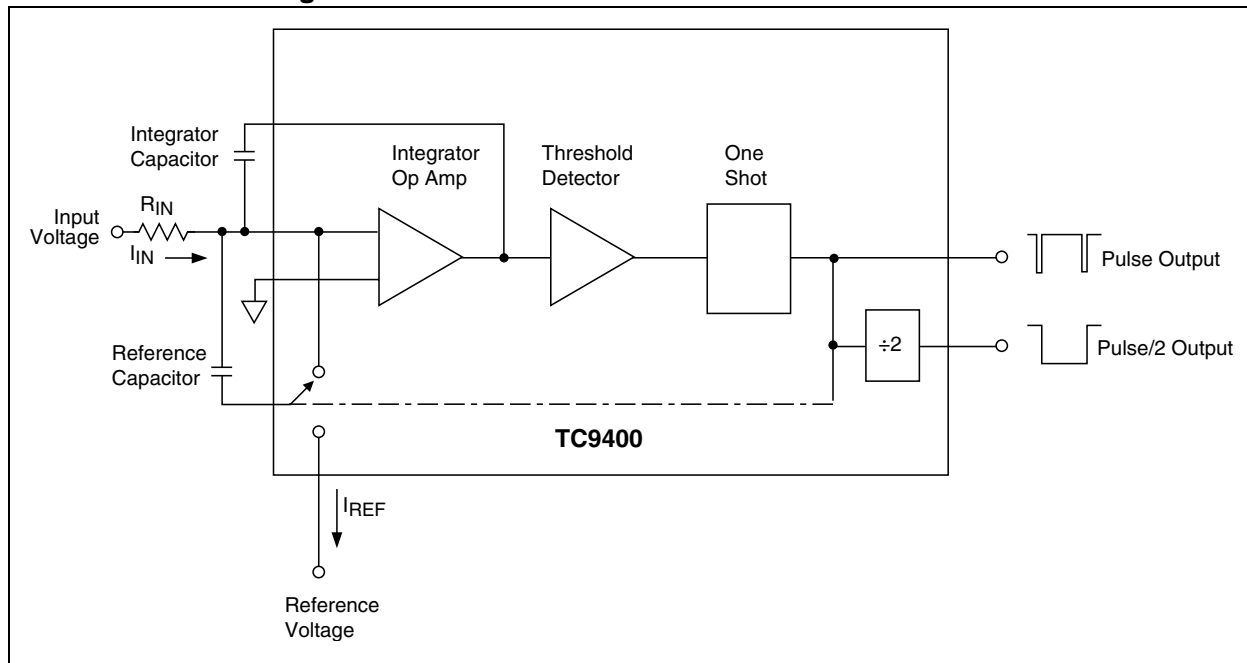 g
Integrator
Capacitor
Integrator
Op Amp
Threshold
Detector
One
Shot
RIN
Input
Voltage
IIN
Pulse Output
÷2
Pulse/2 Output
Reference
Capacitor
TC9400
IREF
Reference
Voltage